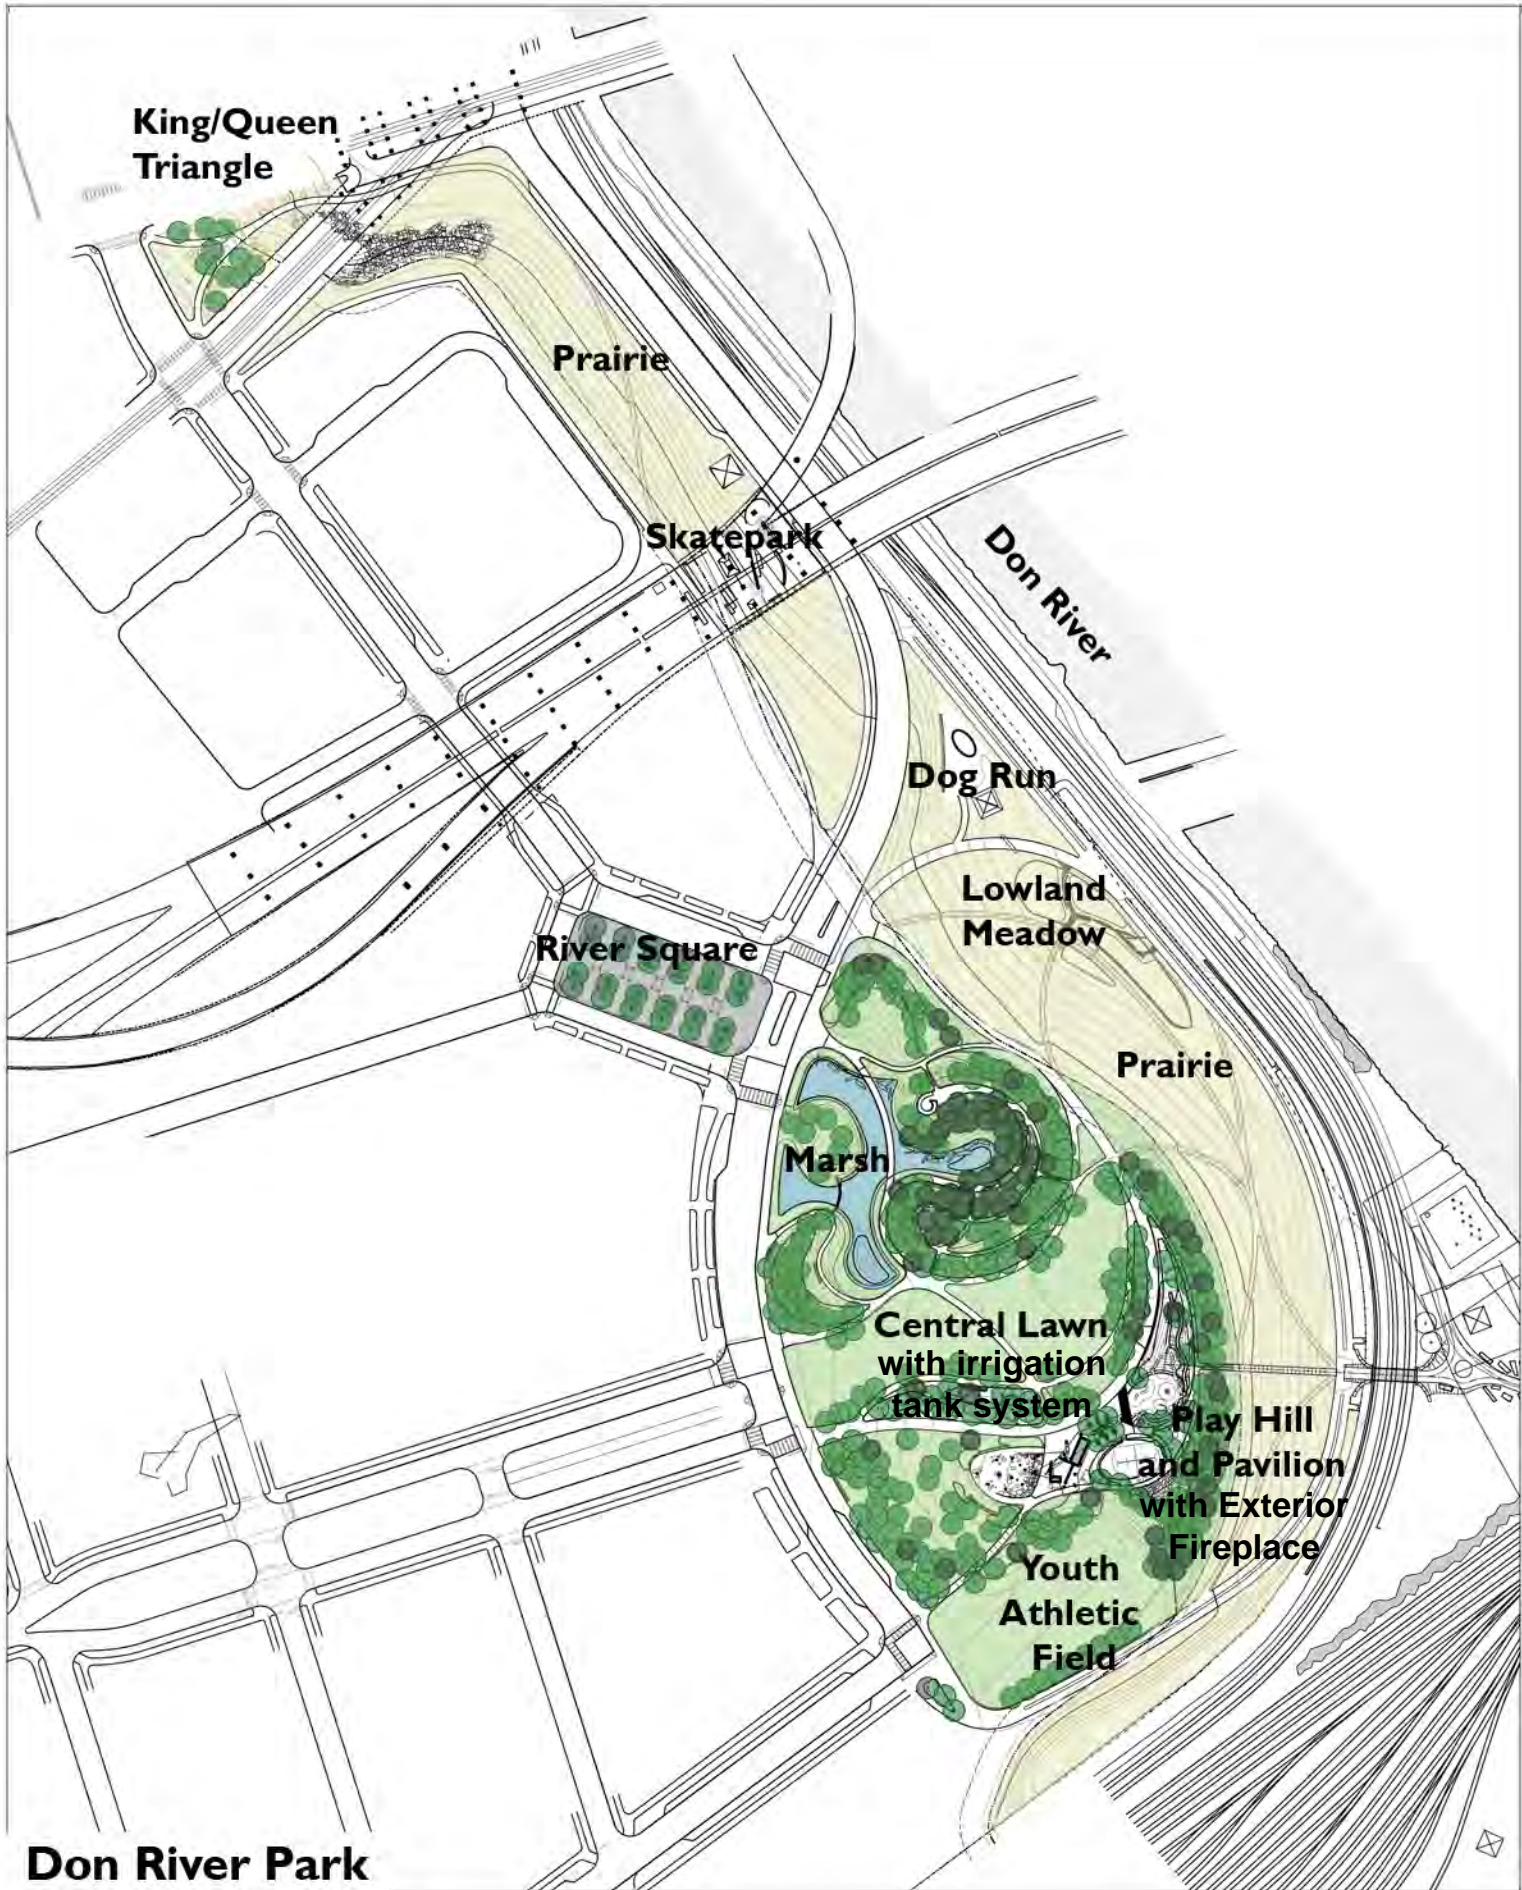 King/Queen
Triangle
Prairie
Skatepark
Don River
Dog Run
Lowland
Meadow
River Square
Prairie
Marsh
Central Lawn
with irrigation
tank system
Play Hill
and Pavilion
with Exterior
Fireplace
Youth
Athletic
Field
Don River Park